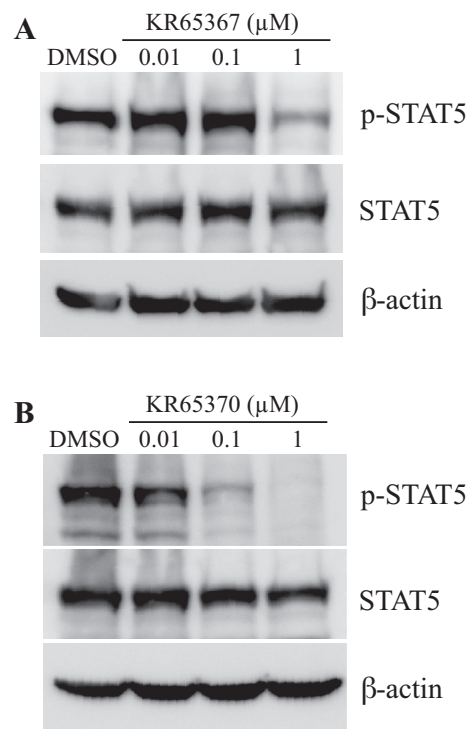 A
KR65367 (µM)
DMSO 0.01 0.1 1
p-STAT5
STAT5
β-actin
B
KR65370 (µM)
DMSO 0.01 0.1 1
p-STAT5
STAT5
β-actin